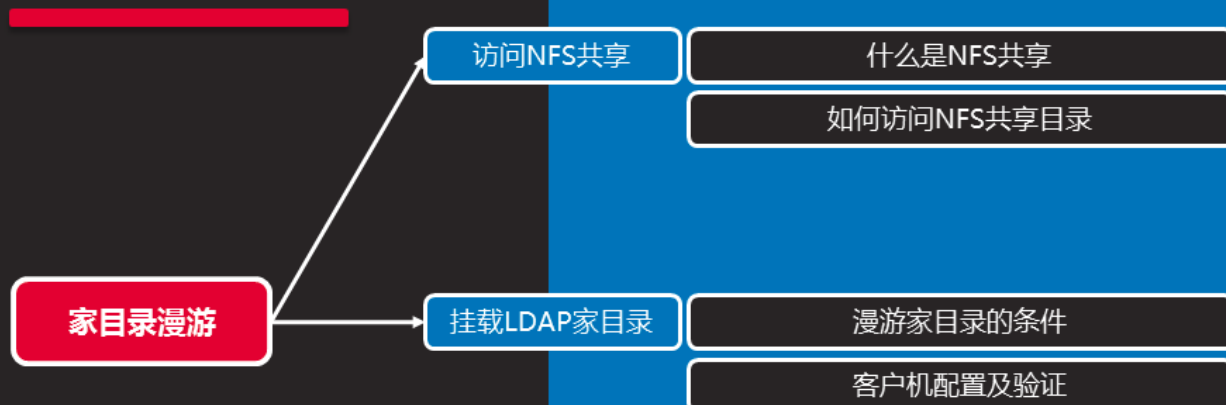 访问NFS共享
什么是NFS共享
如何访问NFS共享目录
家目录漫游
挂载LDAP家目录
漫游家目录的条件
客户机配置及验证